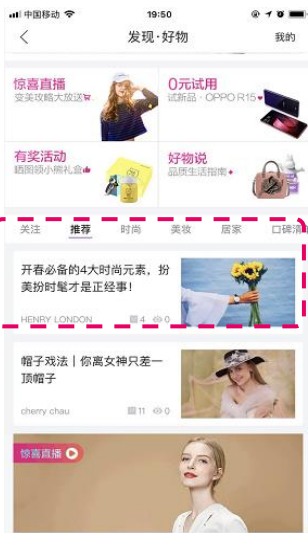 中国移动
19:50
发现·好物
我的
惊喜直播
变美攻略大放送
0元试用
试新品·OPPO R15
有奖活动
晒图领小熊礼盒
好物说
品质生活指南
关注 推荐 时尚 美妆 居家 口碑清
开春必备的4大时尚元素，扮
美扮时髦才是正经事！
HENRY LONDON 4 0
帽子戏法丨你离女神只差一
顶帽子
cherry chau 11 0
惊喜直播